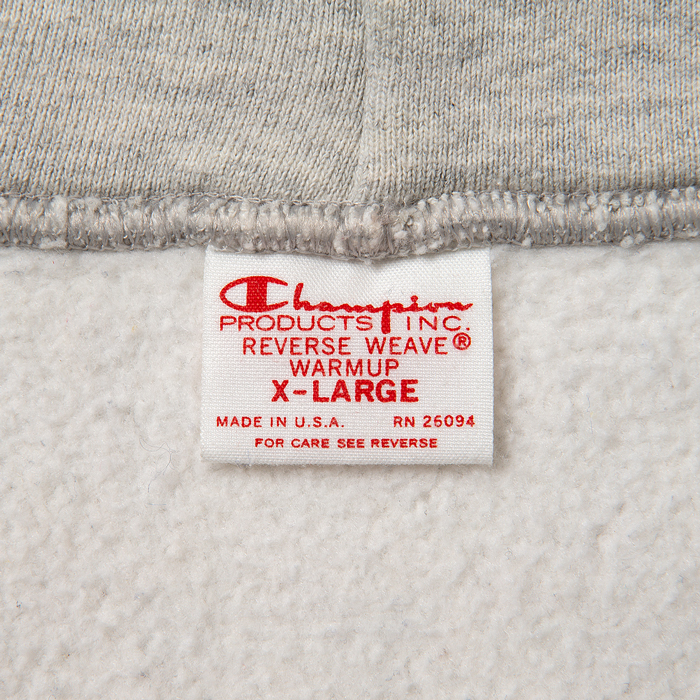 Champion
PRODUCTS INC.
REVERSE WEAVE®
WARMUP
X-LARGE
MADE IN U.S.A. RN 26094
FOR CARE SEE REVERSE